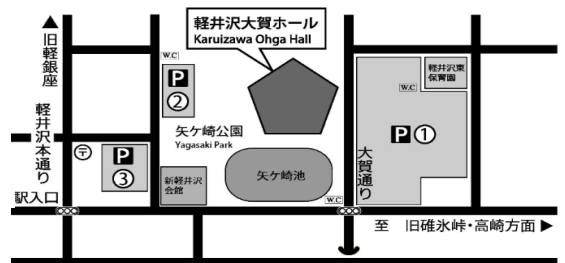 軽井沢大賀ホール
Karuizawa Ohga Hall
▲
旧軽銀座
軽井沢本通り
駅入口
W.C
P
②
矢ケ崎公園
Yagasaki Park
〒
P
③
新軽井沢
会館
矢ケ崎池
W.C
大賀通り
W.C
軽井沢東
保育園
P ①
至 旧碓氷峠・高崎方面 ▶